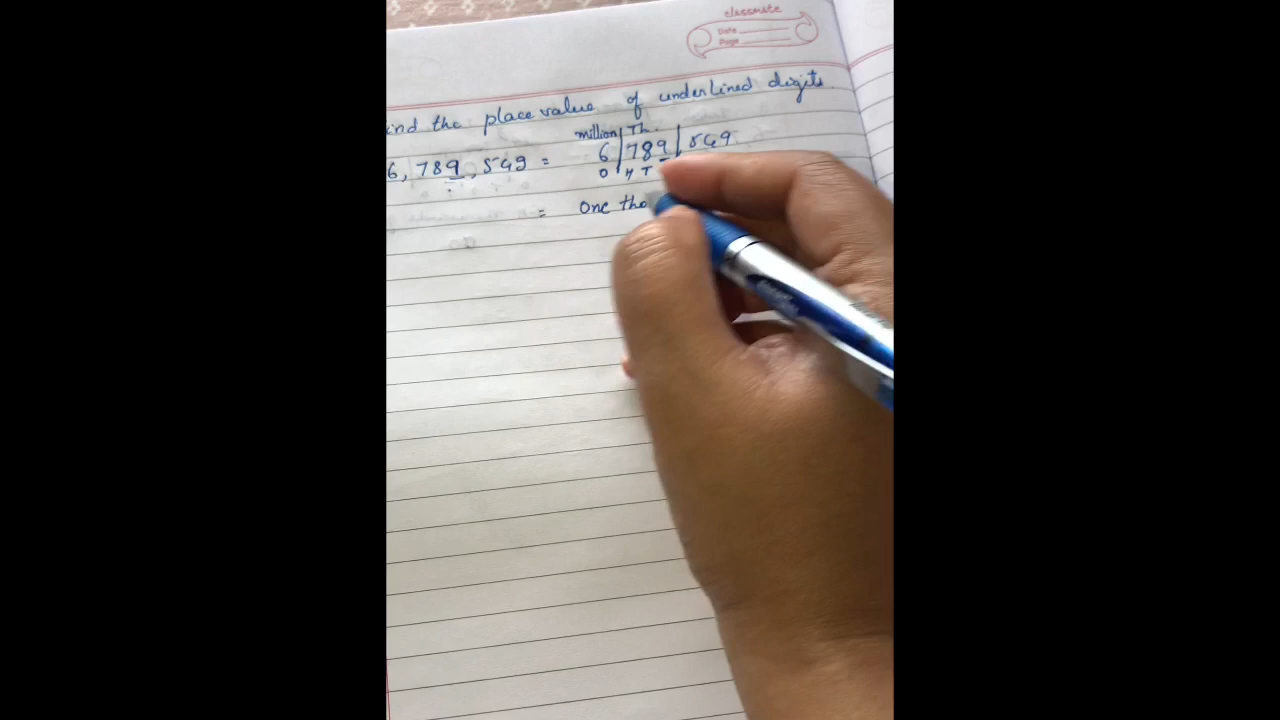 classmate
Date
Page
ind the place value of underlined digits
million Th.
6, 789, 549 = 6 789 549
O H T
= One tho